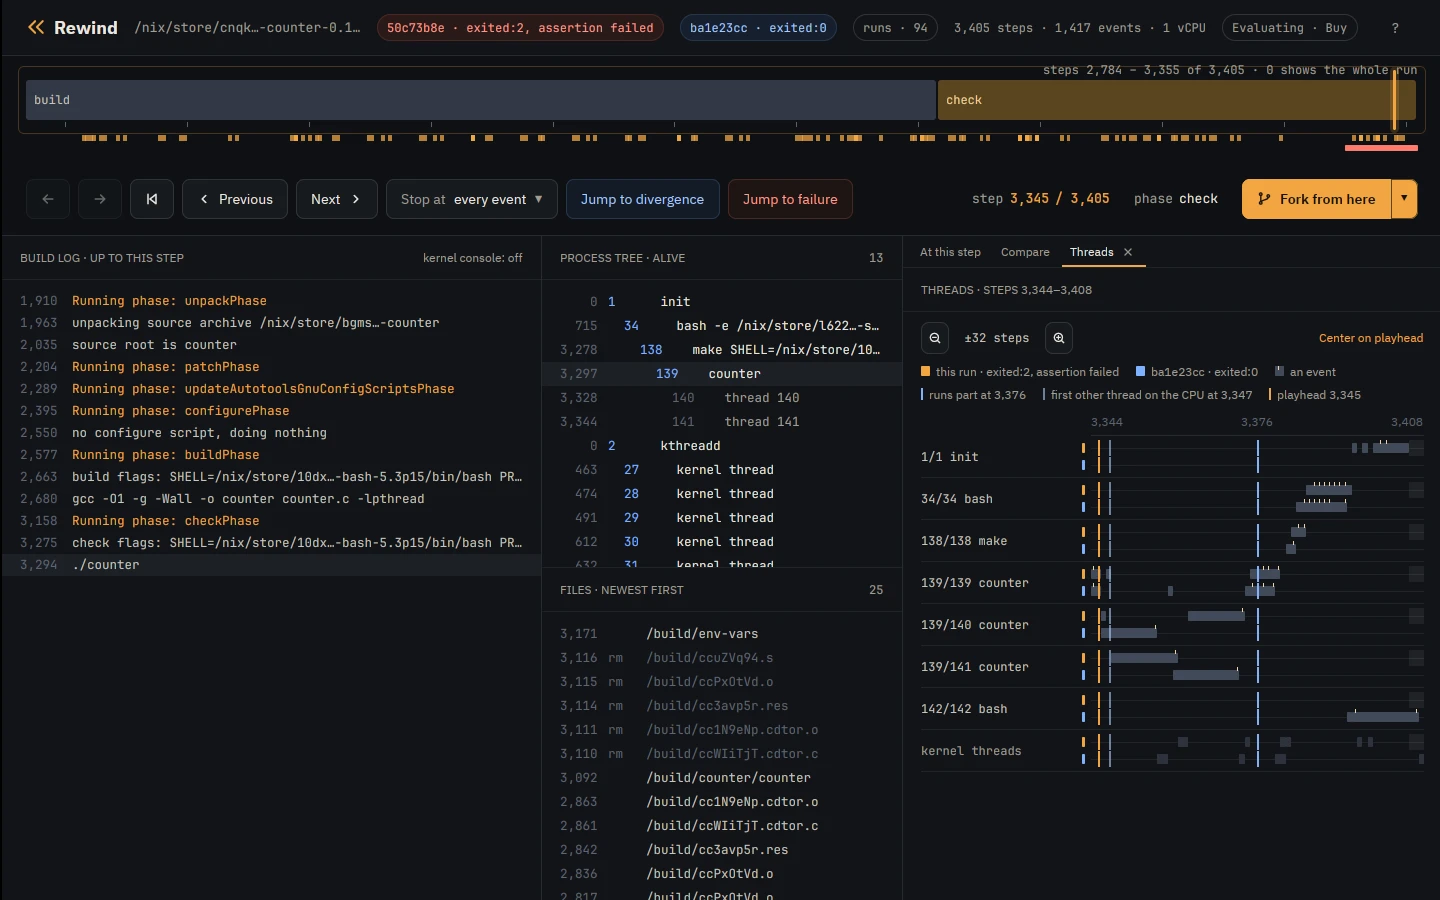 Rewind /nix/store/cnqk…-counter-0.1… 50c73b8e · exited:2, assertion failed ba1e23cc · exited:0 runs · 94 3,405 steps · 1,417 events · 1 vCPU Evaluating · Buy ?
steps 2,784 – 3,355 of 3,405 · 0 shows the whole run
build check
Previous Next Stop at every event ▾ Jump to divergence Jump to failure step 3,345 / 3,405 phase check Fork from here ▾
BUILD LOG · UP TO THIS STEP kernel console: off
1,910 Running phase: unpackPhase
1,963 unpacking source archive /nix/store/bgms…-counter
2,035 source root is counter
2,204 Running phase: patchPhase
2,289 Running phase: updateAutotoolsGnuConfigScriptsPhase
2,395 Running phase: configurePhase
2,550 no configure script, doing nothing
2,577 Running phase: buildPhase
2,663 build flags: SHELL=/nix/store/10dx…-bash-5.3p15/bin/bash PR…
2,680 gcc -O1 -g -Wall -o counter counter.c -lpthread
3,158 Running phase: checkPhase
3,275 check flags: SHELL=/nix/store/10dx…-bash-5.3p15/bin/bash PR…
3,294 ./counter
PROCESS TREE · ALIVE 13
0 1 init
715 34 bash -e /nix/store/l622…-s…
3,278 138 make SHELL=/nix/store/10…
3,297 139 counter
3,328 140 thread 140
3,344 141 thread 141
0 2 kthreadd
463 27 kernel thread
474 28 kernel thread
491 29 kernel thread
612 30 kernel thread
632 31 kernel thread
FILES · NEWEST FIRST 25
3,171 /build/env-vars
3,116 rm /build/ccuZVq94.s
3,115 rm /build/ccPxOtVd.o
3,114 rm /build/cc3avp5r.res
3,111 rm /build/cc1N9eNp.cdtor.o
3,110 rm /build/ccWIiTjT.cdtor.c
3,092 /build/counter/counter
2,863 /build/cc1N9eNp.cdtor.o
2,861 /build/ccWIiTjT.cdtor.c
2,842 /build/cc3avp5r.res
2,836 /build/ccPxOtVd.o
2,817 /build/ccPxOtVd.o
At this step Compare Threads ×
THREADS · STEPS 3,344–3,408
±32 steps Center on playhead
this run · exited:2, assertion failed ba1e23cc · exited:0 an event
runs part at 3,376 first other thread on the CPU at 3,347 playhead 3,345
3,344 3,376 3,408
1/1 init
34/34 bash
138/138 make
139/139 counter
139/140 counter
139/141 counter
142/142 bash
kernel threads